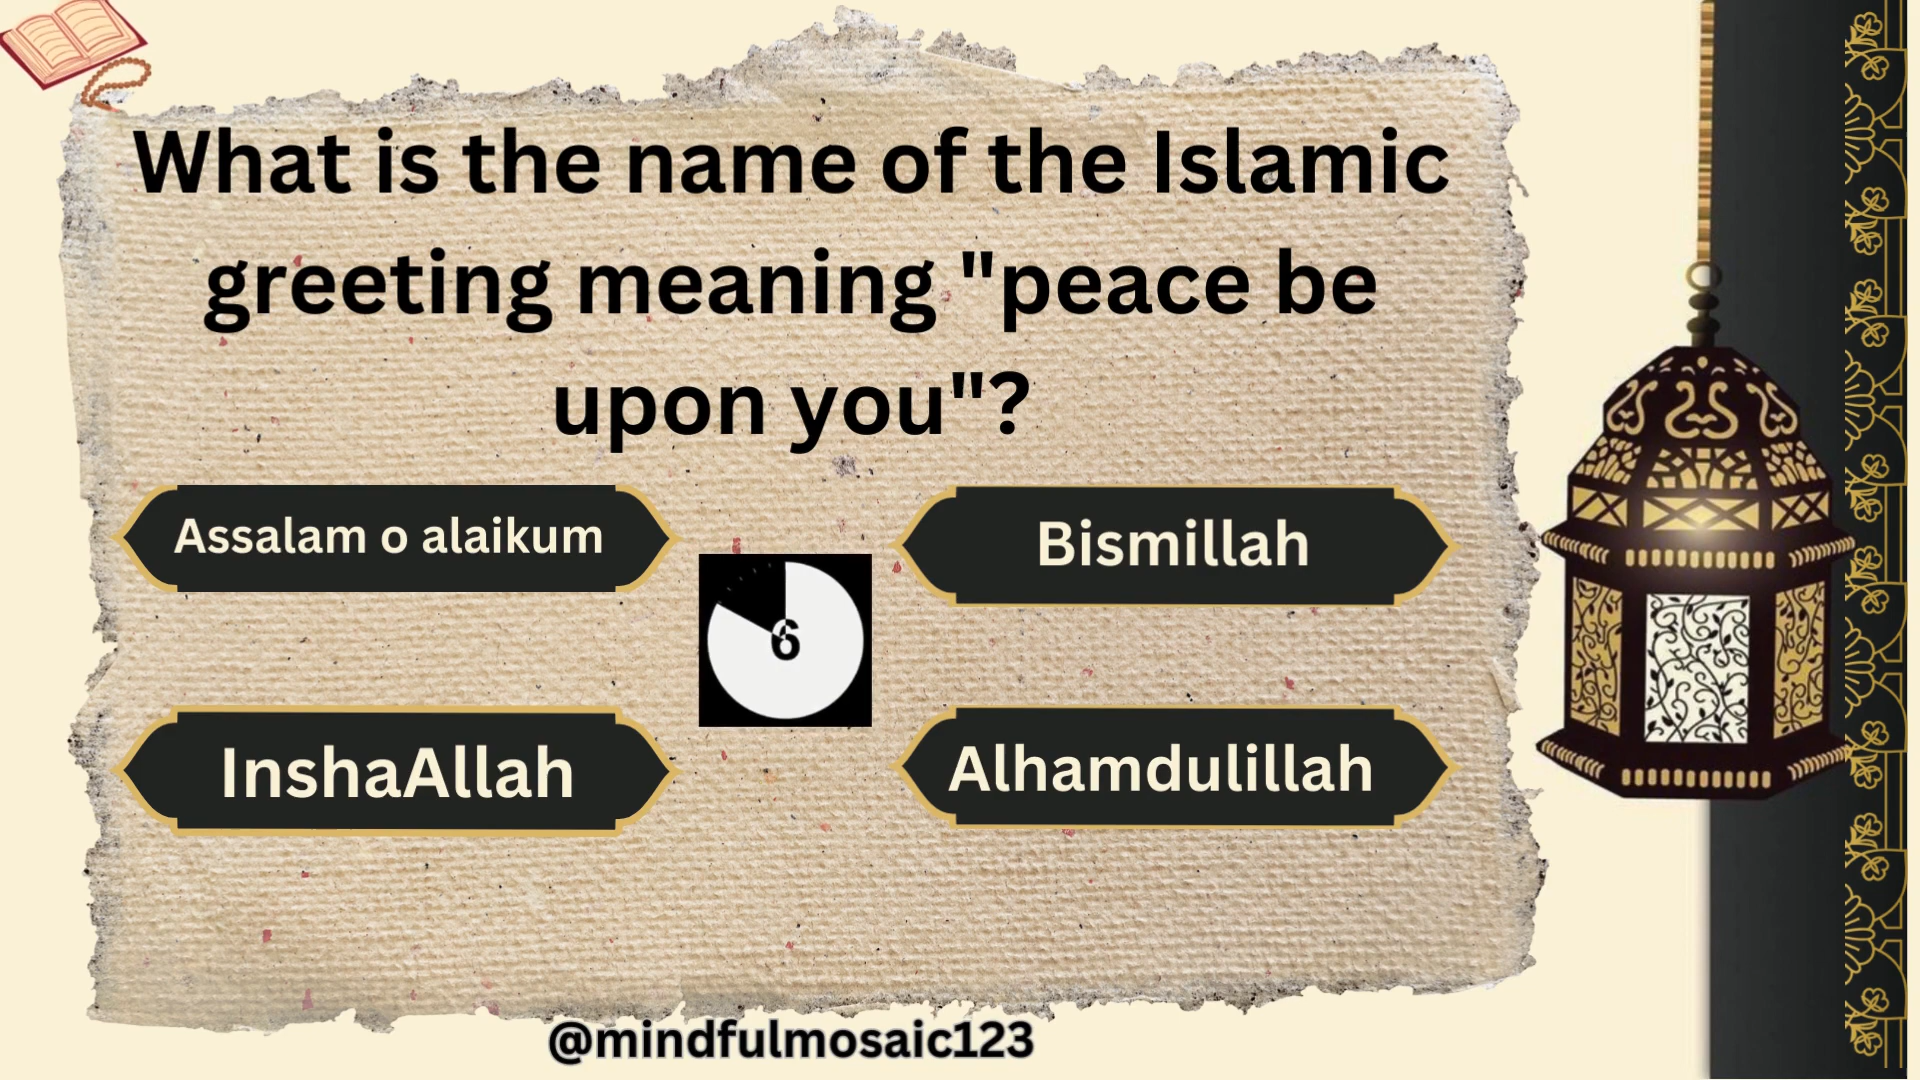 What is the name of the Islamic
greeting meaning "peace be
upon you"?
Assalam o alaikum
Bismillah
6
InshaAllah
Alhamdulillah
@mindfulmosaic123